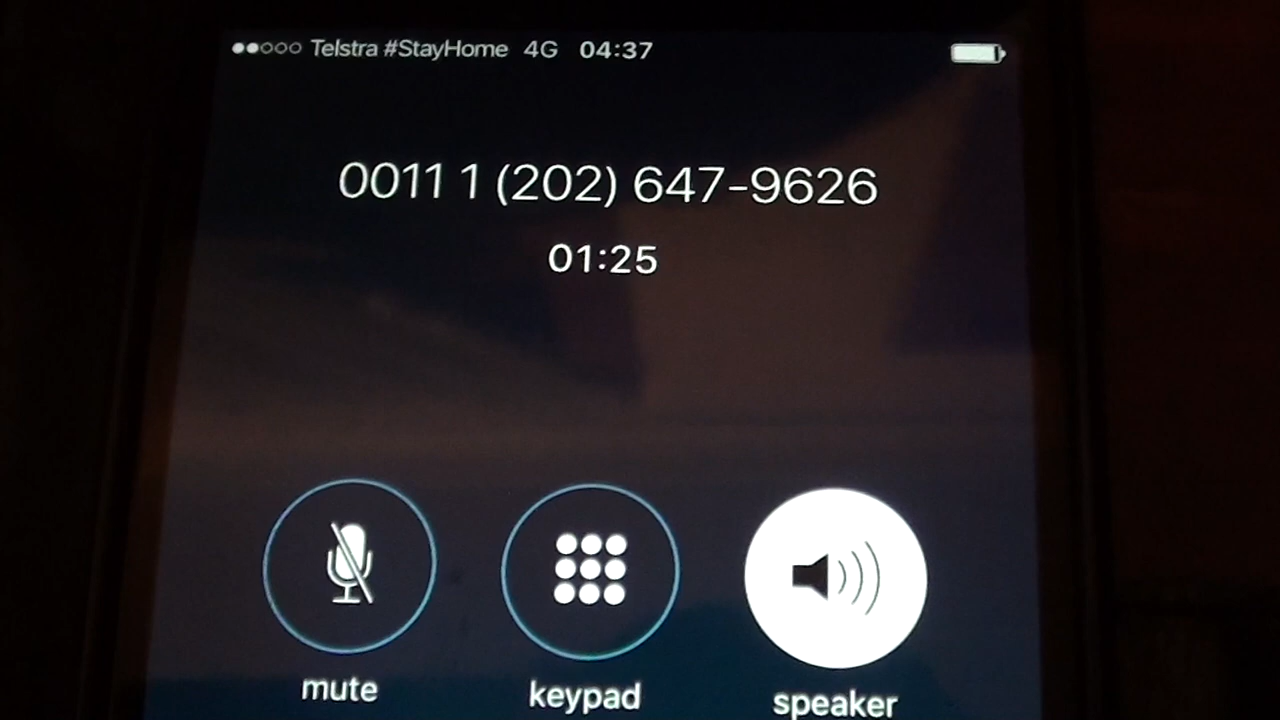 Telstra #StayHome 4G 04:37
0011 1 (202) 647-9626
01:25
mute keypad speaker